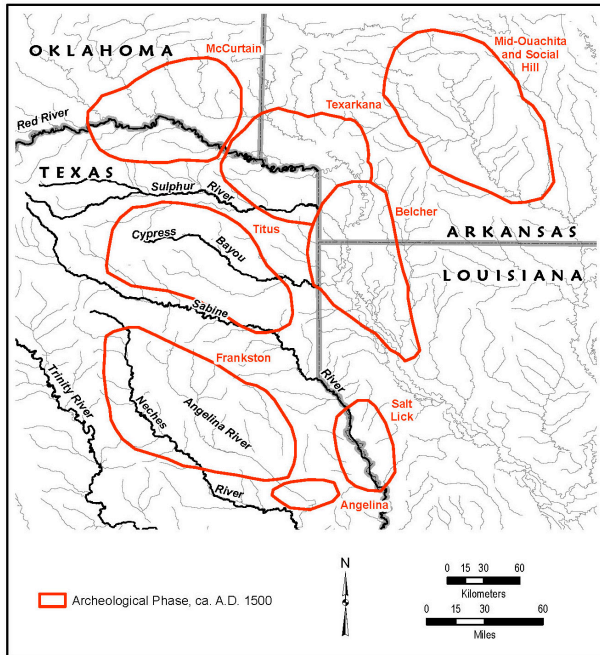 OKLAHOMA
McCurtain
Mid-Ouachita
and Social
Hill
Texarkana
Red River
TEXAS
Sulphur
River
Belcher
Titus
Cypress
Bayou
ARKANSAS
LOUISIANA
Sabine
River
Frankston
Trinity River
Neches
River
Angelina River
Salt
Lick
Angelina
N
Archeological Phase, ca. A.D. 1500
0 15 30 60
Kilometers
0 15 30 60
Miles